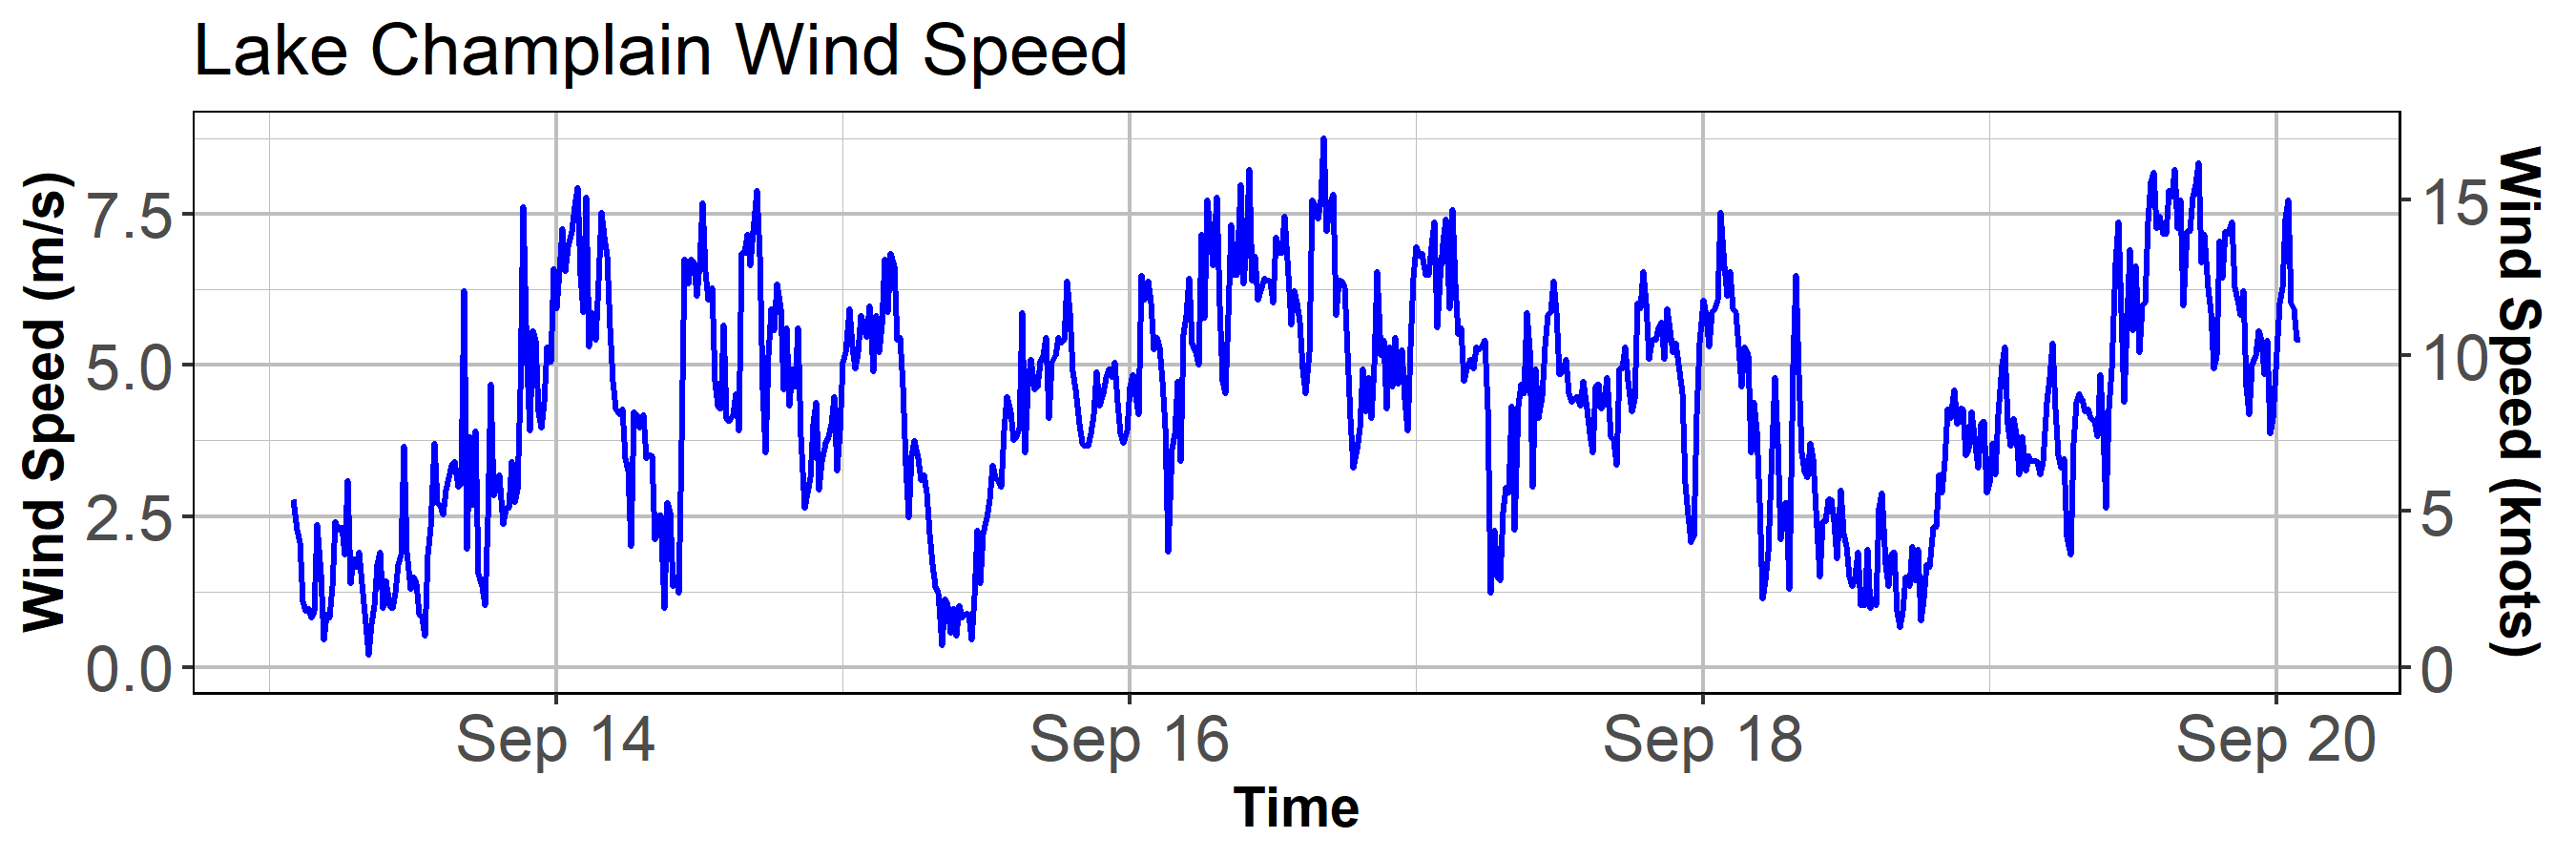 Lake Champlain Wind Speed
Wind Speed (m/s)
7.5
5.0
2.5
0.0
15
10
5
0
Wind Speed (knots)
Sep 14
Sep 16
Sep 18
Sep 20
Time